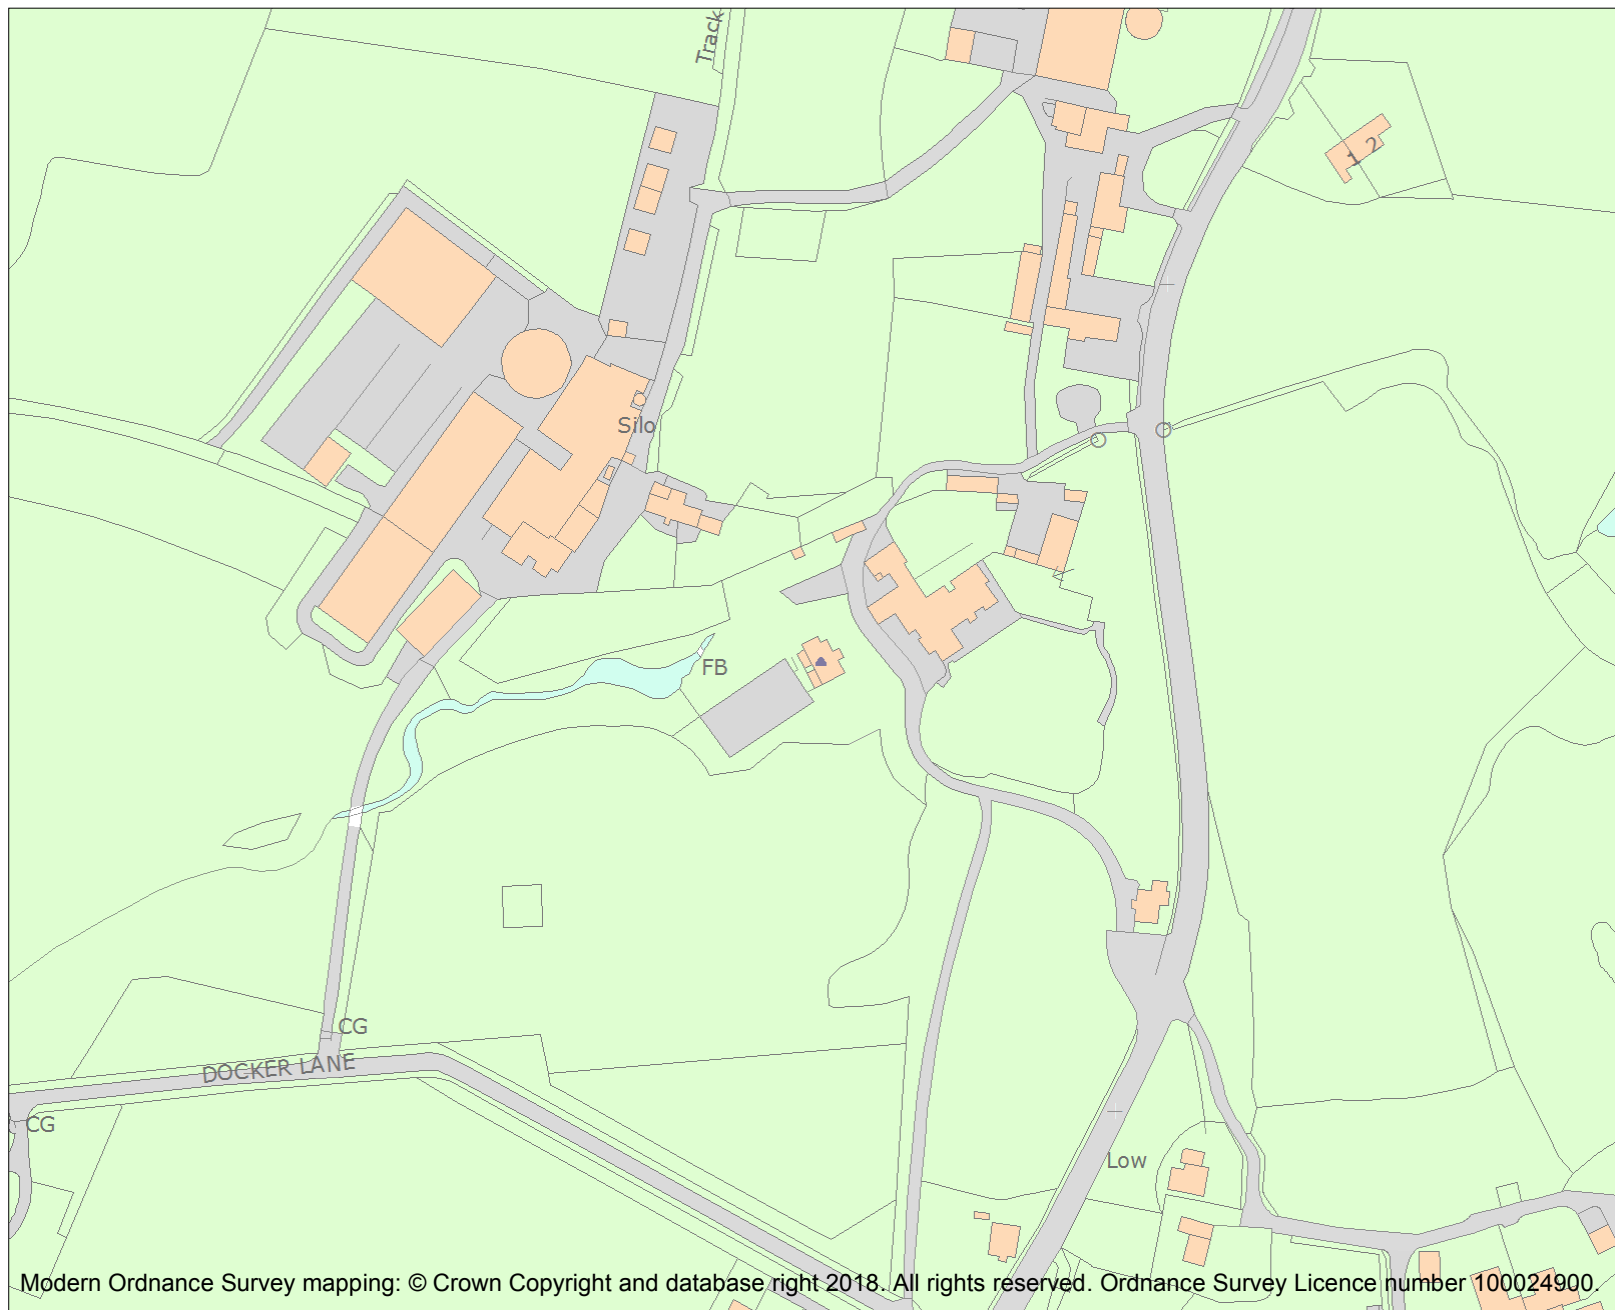 Track
1 2
Silo
FB
CG
DOCKER LANE
CG
Low
Modern Ordnance Survey mapping: © Crown Copyright and database right 2018. All rights reserved. Ordnance Survey Licence number 100024900.